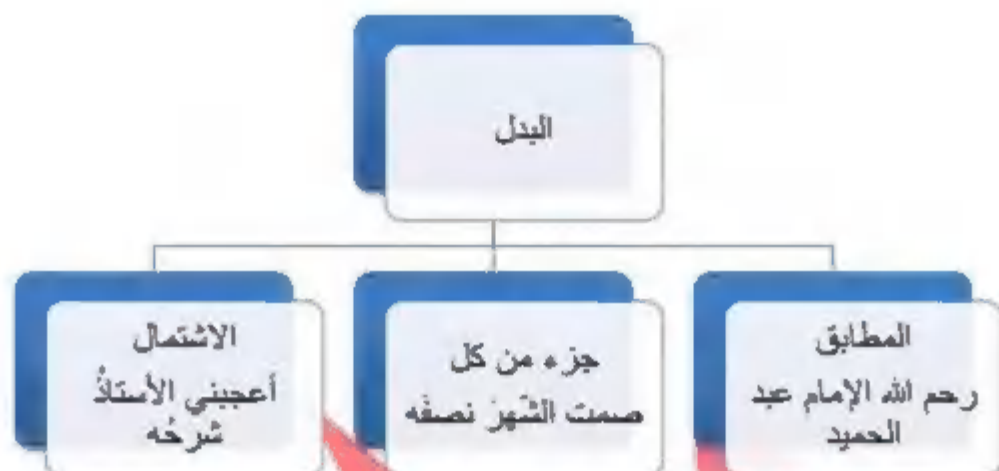 البدل
المطابق
رحم الله الإمام عبد
الحميد
جزء من كل
صمت الشهرَ نصفَه
الاشتمال
أعجبني الأستاذُ
شرحُه